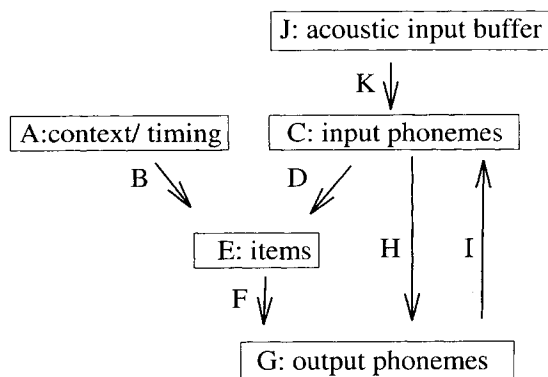 J: acoustic input buffer
K
A:context/ timing
C: input phonemes
B
D
E: items
H
I
F
G: output phonemes